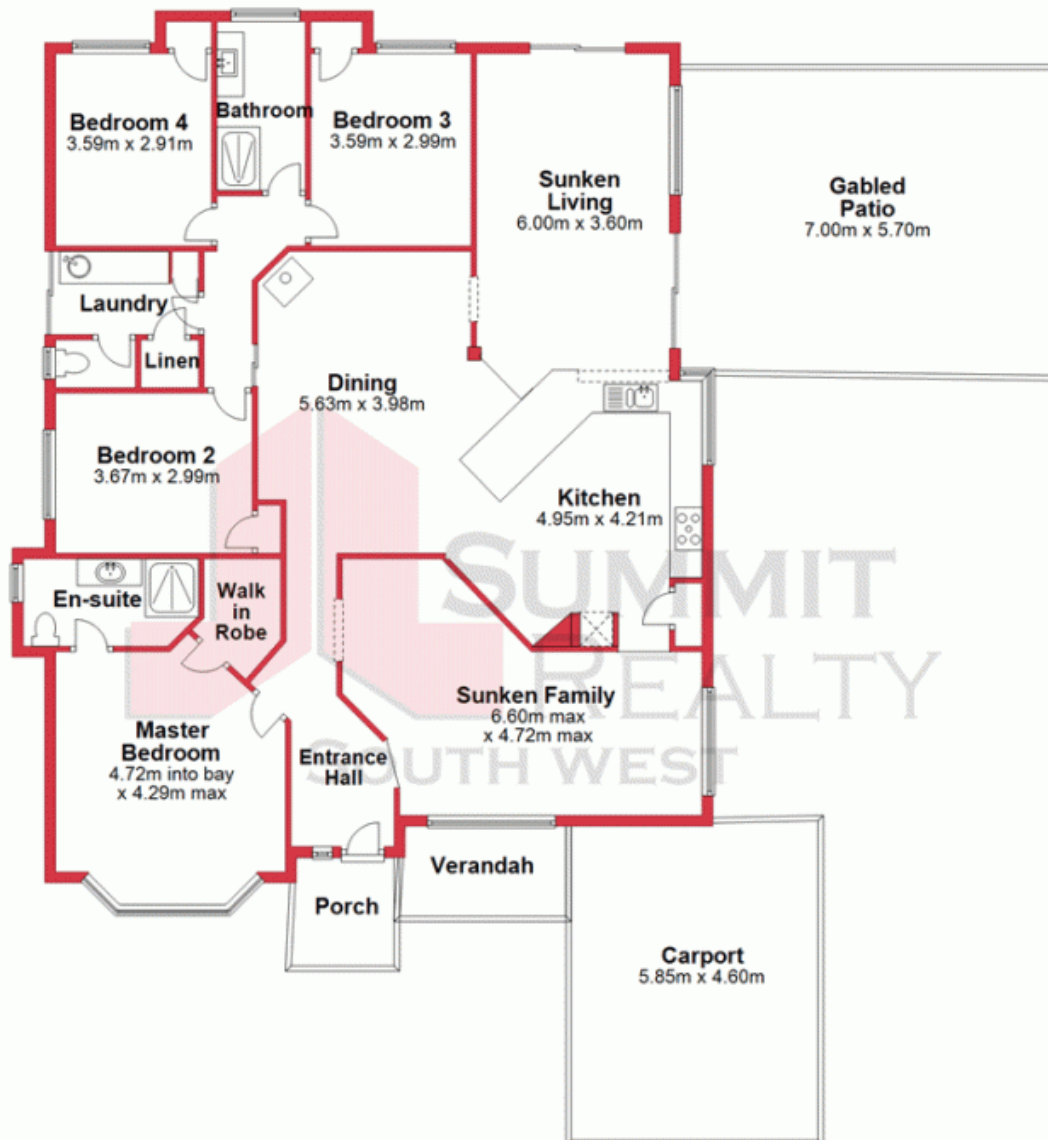 Bedroom 4
3.59m x 2.91m
Bathroom
Bedroom 3
3.59m x 2.99m
Sunken
Living
6.00m x 3.60m
Gabled
Patio
7.00m x 5.70m
Laundry
Linen
Dining
5.63m x 3.98m
Bedroom 2
3.67m x 2.99m
Kitchen
4.95m x 4.21m
En-suite
Walk
in
Robe
SUMMIT
REALTY
SOUTH WEST
Sunken Family
6.60m max
x 4.72m max
Master
Bedroom
4.72m into bay
x 4.29m max
Entrance
Hall
Verandah
Porch
Carport
5.85m x 4.60m